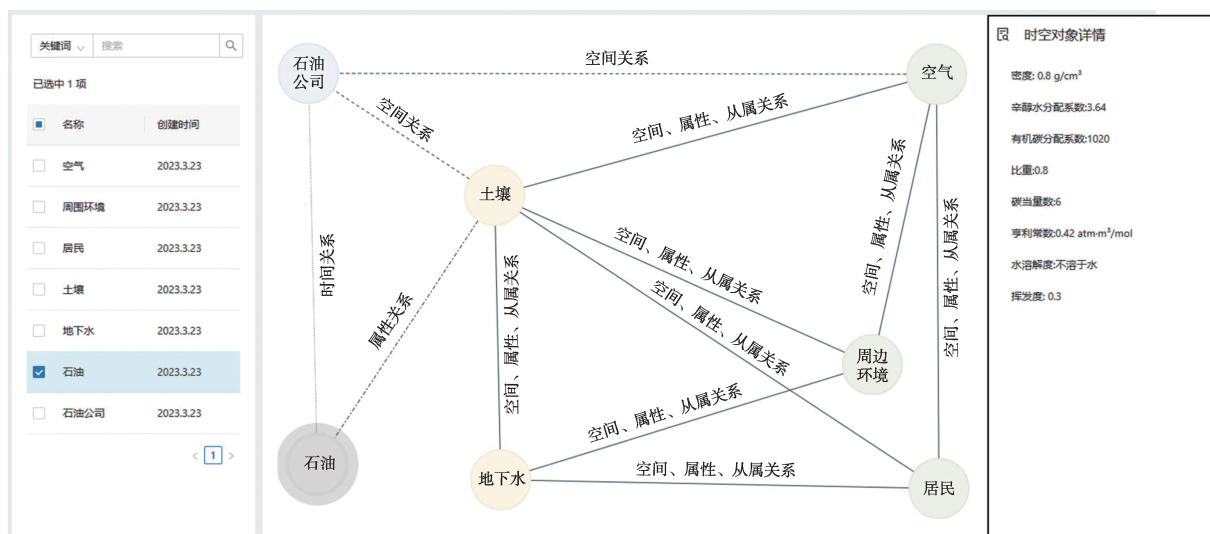 关键词 搜索
已选中 1 项
名称 创建时间
空气 2023.3.23
周围环境 2023.3.23
居民 2023.3.23
土壤 2023.3.23
地下水 2023.3.23
石油 2023.3.23
石油公司 2023.3.23
< 1 >
石油
公司
空间关系
空气
空间关系
空间、属性、从属关系
土壤
时间关系
属性关系
空间、属性、从属关系
空间、属性、从属关系
空间、属性、从属关系
空间、属性、从属关系
空间、属性、从属关系
周边
环境
空间、属性、从属关系
石油
地下水
空间、属性、从属关系
居民
时空对象详情
密度: 0.8 g/cm³
辛醇水分配系数:3.64
有机碳分配系数:1020
比重:0.8
碳当量数:6
亨利常数:0.42 atm·m³/mol
水溶解度:不溶于水
挥发度: 0.3